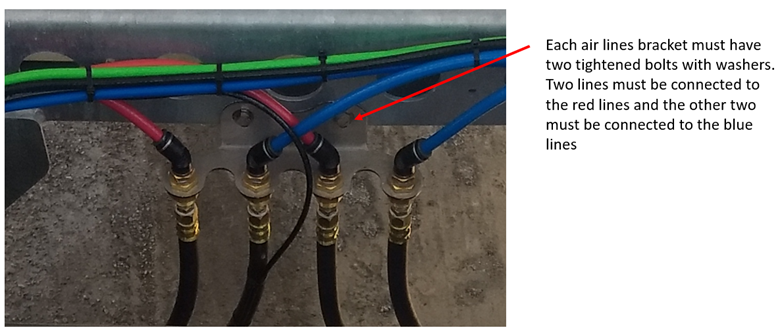 Each air lines bracket must have
two tightened bolts with washers.
Two lines must be connected to
the red lines and the other two
must be connected to the blue
lines